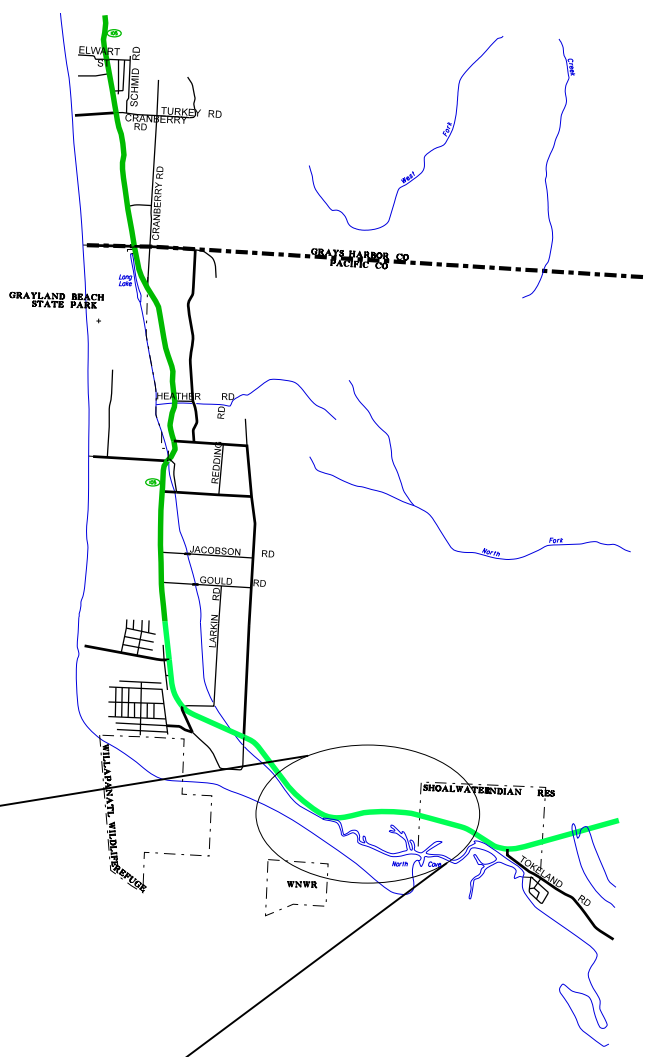 ELWART
ST
SCHMID RD
TURKEY RD
CRANBERRY
RD
CRANBERRY RD
Creek
West Fork
GRAYS HARBOR CO
PACIFIC CO
Long
Lake
GRAYLAND BEACH
STATE PARK
HEATHER RD
REDDING RD
North Fork
JACOBSON RD
GOULD RD
LARKIN RD
WILLAPA NATL WILDLIFE REFUGE
SHOALWATER INDIAN RES
North Cove
WNWR
TOKELAND RD